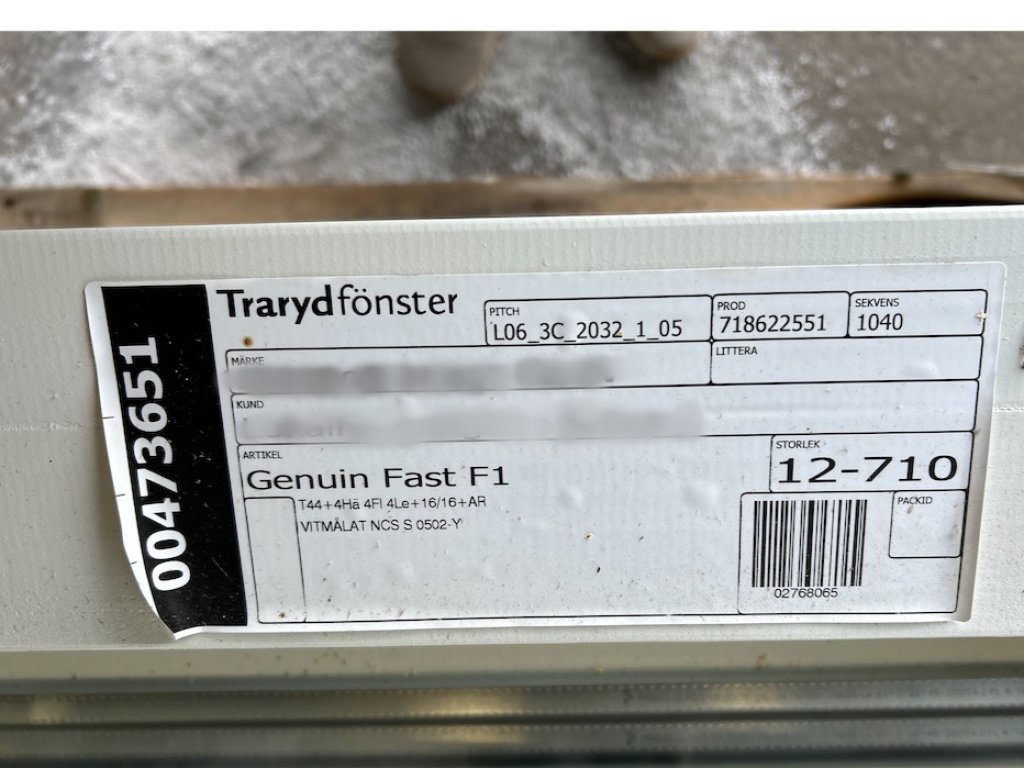 00473651
Trarydfönster
PITCH
L06_3C_2032_1_05
PROD
718622551
SEKVENS
1040
MÄRKE
LITTERA
KUND
ARTIKEL
Genuin Fast F1
STORLEK
12-710
T44+4Hä 4Fl 4Le+16/16+AR
VITMÅLAT NCS S 0502-Y
PACKID
02768065